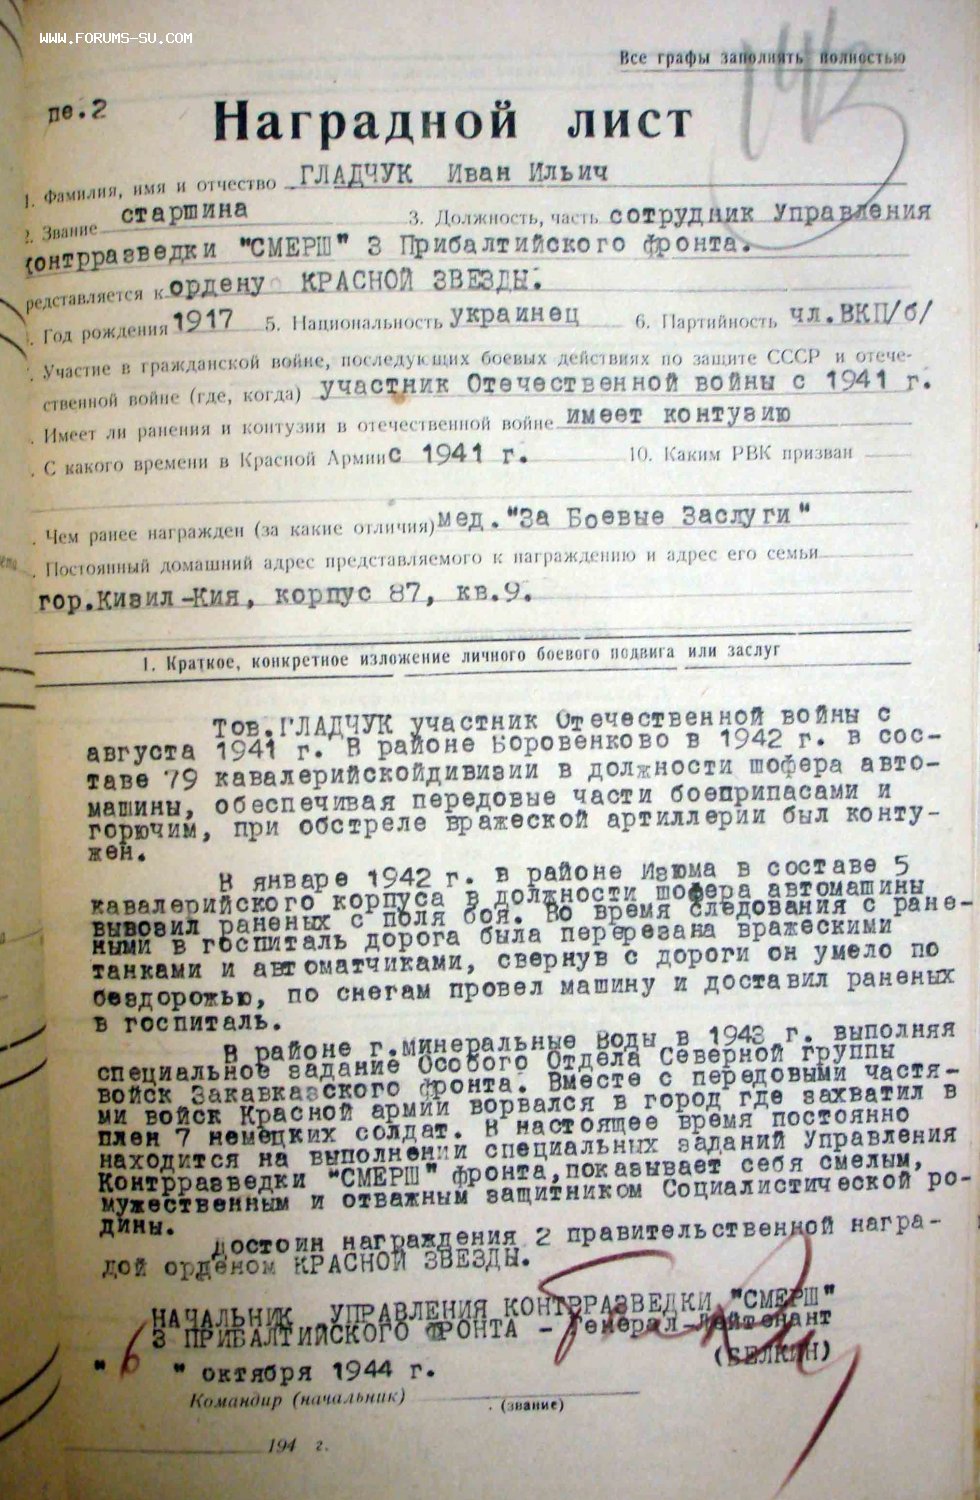 WWW.FORUMS-SU.COM
Все графы заполнять полностью
пе.2
Наградной лист
1. Фамилия, имя и отчество ГЛАДЧУК Иван Ильич
2. Звание старшина 3. Должность, часть сотрудник Управления
контрразведки "СМЕРШ" 3 Прибалтийского фронта.
редставляется к ордену КРАСНОЙ ЗВЕЗДЫ.
. Год рождения 1917 5. Национальность украинец 6. Партийность чл.ВКП/б/
. Участие в гражданской войне, последующих боевых действиях по защите СССР и отече-
ственной войне (где, когда) участник Отечественной войны с 1941 г.
. Имеет ли ранения и контузии в отечественной войне имеет контузию
. С какого времени в Красной Армии с 1941 г. 10. Каким РВК призван
. Чем ранее награжден (за какие отличия) мед."За Боевые Заслуги"
. Постоянный домашний адрес представляемого к награждению и адрес его семьи
гор.Кизил-Кия, корпус 87, кв.9.
I. Краткое, конкретное изложение личного боевого подвига или заслуг
Тов.ГЛАДЧУК участник Отечественной войны с
августа 1941 г. В районе Боровенково в 1942 г. в сос-
таве 79 кавалерийскойдивизии в должности шофера авто-
машины, обеспечивая передовые части боеприпасами и
горючим, при обстреле вражеской артиллерии был конту-
жен.
В январе 1942 г. в районе Изюма в составе 5
кавалерийского корпуса в должности шофера автомашины
вывозил раненых с поля боя. Во время следования с ране-
ными в госпиталь дорога была перерезана вражескими
танками и автоматчиками, свернув с дороги он умело по
бездорожью, по снегам провел машину и доставил раненых
в госпиталь.
В районе г.Минеральные Воды в 1943 г. выполняя
специальное задание Особого Отдела Северной группы
войск Закавказского фронта. Вместе с передовыми частя-
ми войск Красной армии ворвался в город где захватил в
плен 7 немецких солдат. В настоящее время постоянно
находится на выполнении специальных заданий Управления
Контрразведки "СМЕРШ" фронта,показывает себя смелым,
мужественным и отважным защитником Социалистической ро-
дины.
Достоин награждения 2 правительственной награ-
дой орденом КРАСНОЙ ЗВЕЗДЫ.
НАЧАЛЬНИК УПРАВЛЕНИЯ КОНТРРАЗВЕДКИ "СМЕРШ"
3 ПРИБАЛТИЙСКОГО ФРОНТА - Генерал-Лейтенант
(БЕЛКИН)
"6" октября 1944 г.
Командир (начальник)
(звание)
194 г.